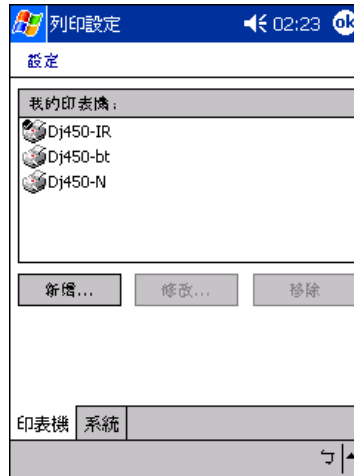 列印設定 02:23 ok
設定
我的印表機：
Dj450-IR
Dj450-bt
Dj450-N
新增... 修改... 移除
印表機 系統
ㄅ